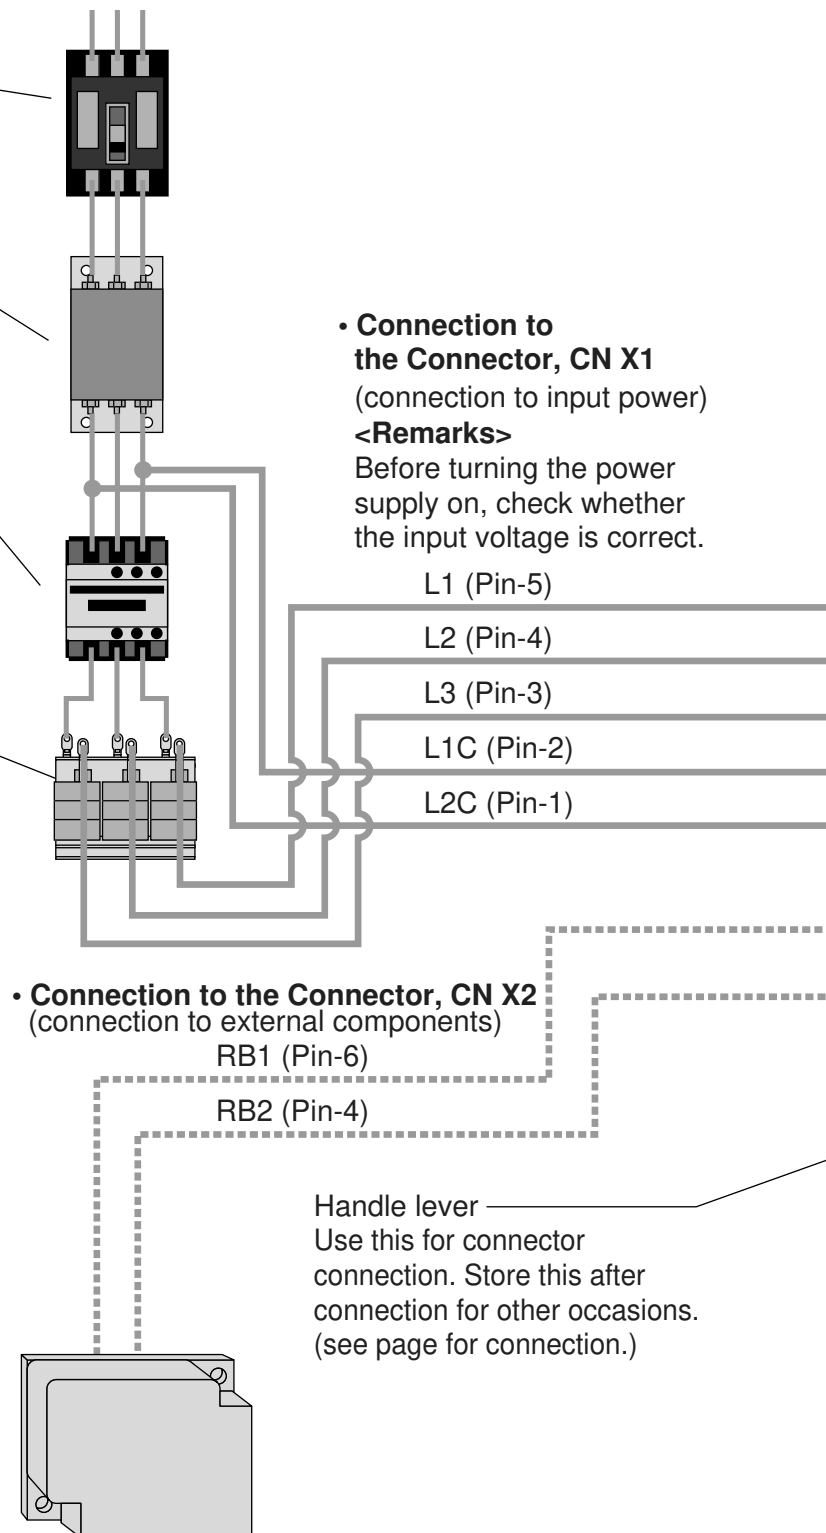 • Connection to
the Connector, CN X1
(connection to input power)
<Remarks>
Before turning the power
supply on, check whether
the input voltage is correct.
L1 (Pin-5)
L2 (Pin-4)
L3 (Pin-3)
L1C (Pin-2)
L2C (Pin-1)
• Connection to the Connector, CN X2
(connection to external components)
RB1 (Pin-6)
RB2 (Pin-4)
Handle lever
Use this for connector
connection. Store this after
connection for other occasions.
(see page for connection.)